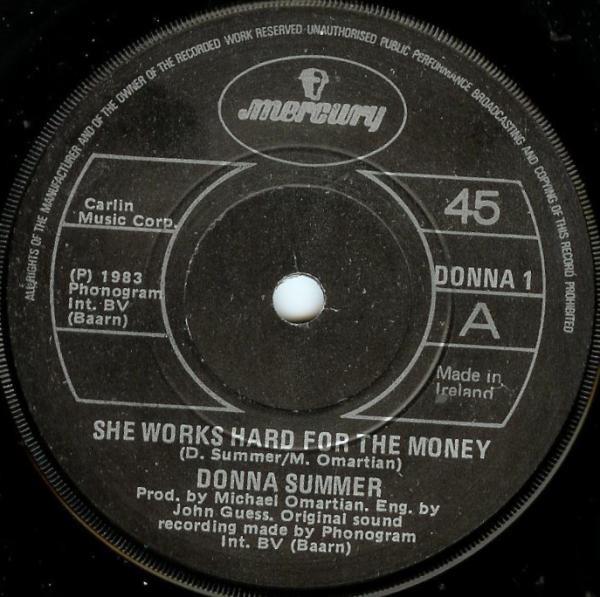 ALL RIGHTS OF THE MANUFACTURER AND OF THE OWNER OF THE RECORDED WORK RESERVED UNAUTHORISED PUBLIC PERFORMANCE BROADCASTING AND COPYING OF THIS RECORD PROHIBITED
mercury
Carlin
Music Corp.
(P) 1983
Phonogram
Int. BV
(Baarn)
45
DONNA 1
A
Made in
Ireland
SHE WORKS HARD FOR THE MONEY
(D. Summer/M. Omartian)
DONNA SUMMER
Prod. by Michael Omartian. Eng. by
John Guess. Original sound
recording made by Phonogram
Int. BV (Baarn)